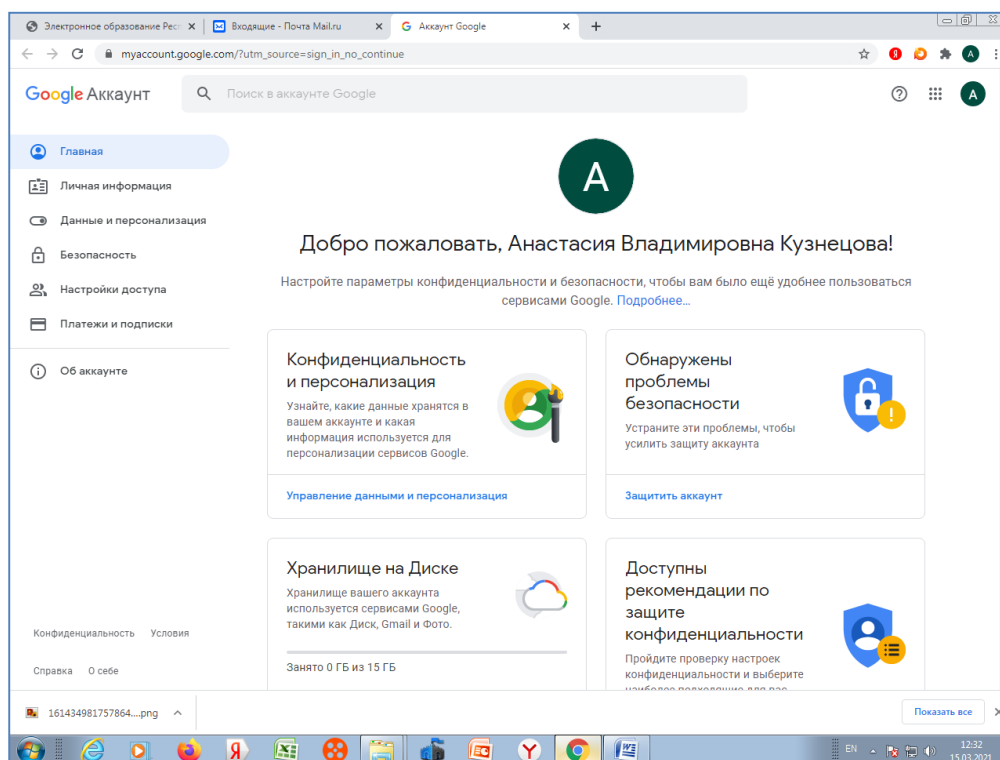 Электронное образование Респ
Входящие - Почта Mail.ru
Аккаунт Google
myaccount.google.com/?utm_source=sign_in_no_continue
Google Аккаунт
Поиск в аккаунте Google
A
Главная
Личная информация
Данные и персонализация
Безопасность
Настройки доступа
Платежи и подписки
Об аккаунте
A
Добро пожаловать, Анастасия Владимировна Кузнецова!
Настройте параметры конфиденциальности и безопасности, чтобы вам было ещё удобнее пользоваться
сервисами Google. Подробнее…
Конфиденциальность
и персонализация
Узнайте, какие данные хранятся в
вашем аккаунте и какая
информация используется для
персонализации сервисов Google.
Управление данными и персонализация
Обнаружены
проблемы
безопасности
Устраните эти проблемы, чтобы
усилить защиту аккаунта
Защитить аккаунт
Хранилище на Диске
Хранилище вашего аккаунта
используется сервисами Google,
такими как Диск, Gmail и Фото.
Занято 0 ГБ из 15 ГБ
Доступны
рекомендации по
защите
конфиденциальности
Пройдите проверку настроек
конфиденциальности и выберите
наиболее подходящие для вас
Конфиденциальность Условия
Справка О себе
161434981757864....png
Показать все
EN
12:32
15.03.2021